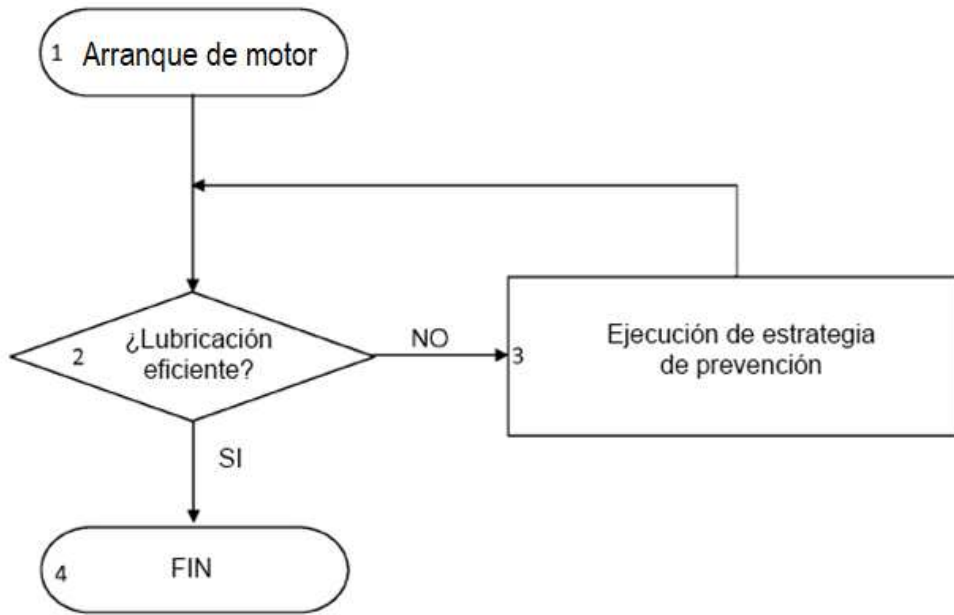 1 Arranque de motor
2 ¿Lubricación
eficiente?
NO
3 Ejecución de estrategia
de prevención
SI
4 FIN